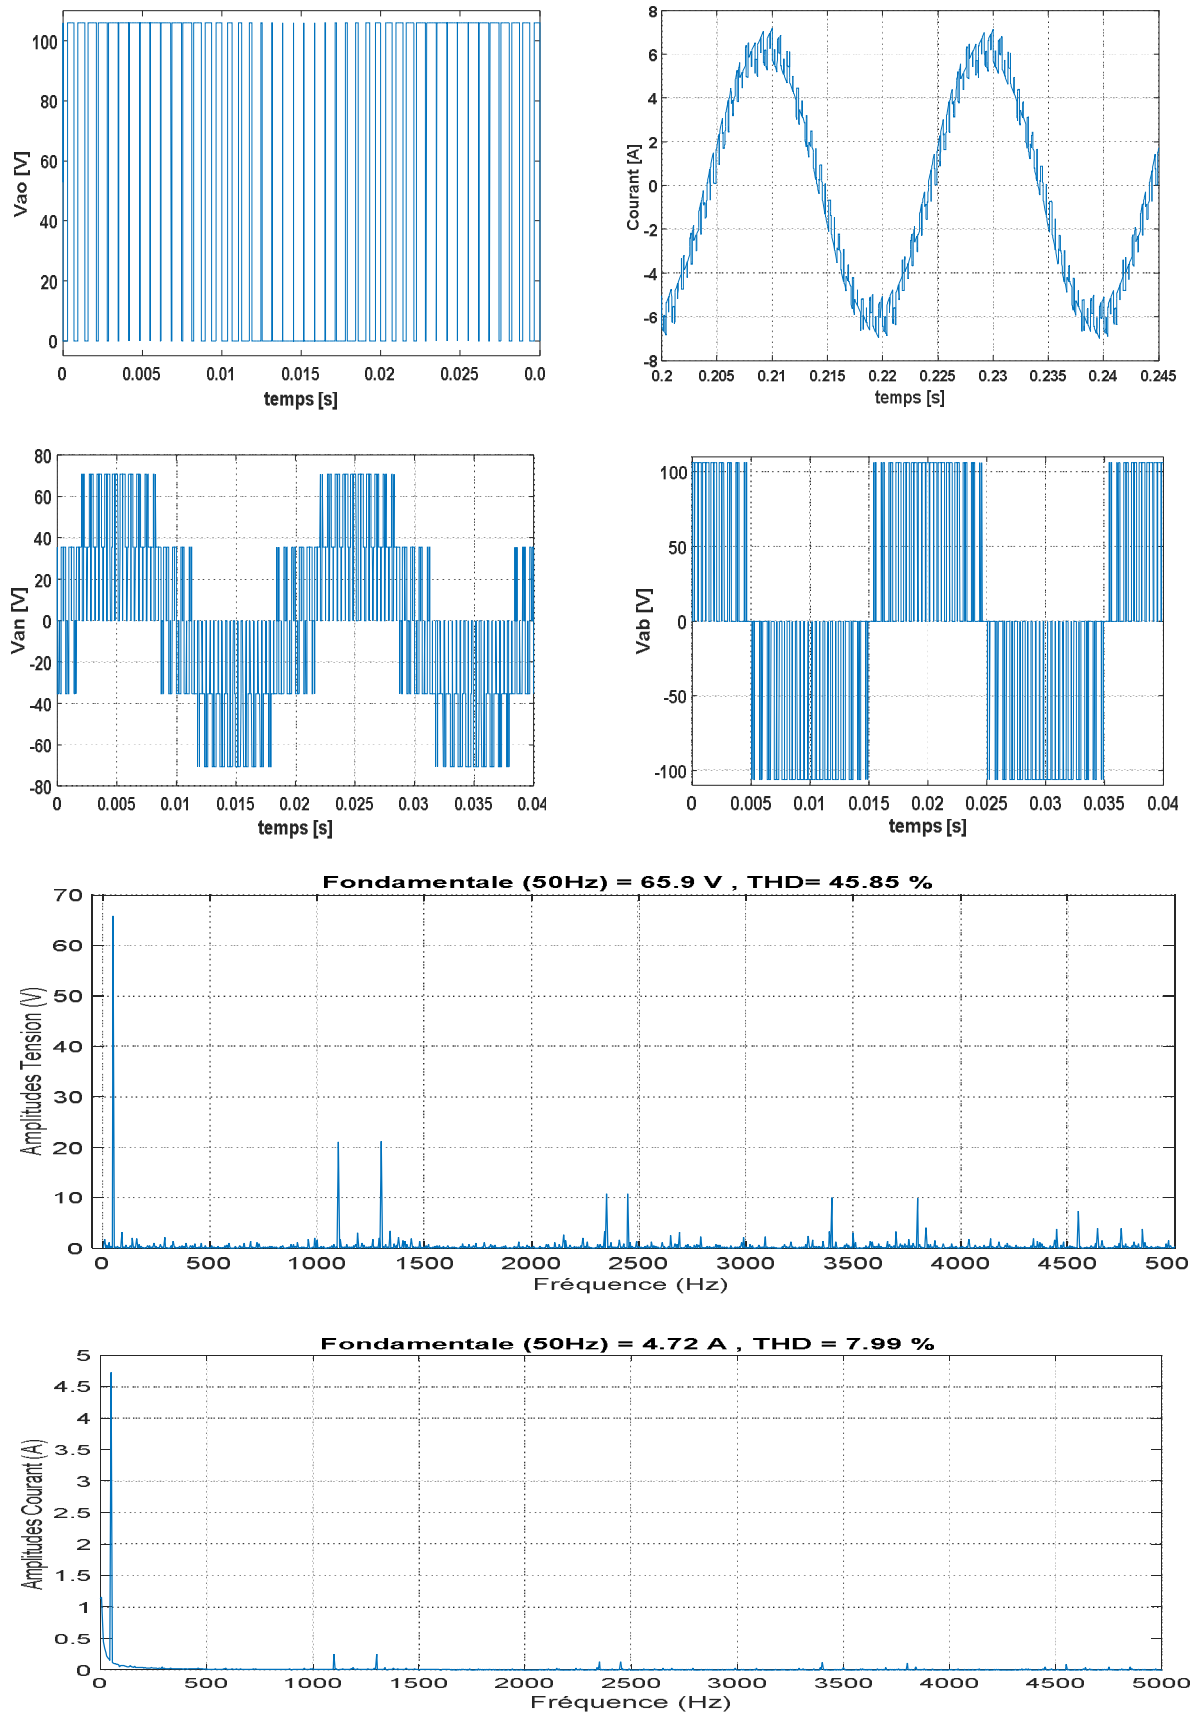 100
80
60
40
20
0
Vao [V]
0 0.005 0.01 0.015 0.02 0.025 0.0
temps [s]
8
6
4
2
0
-2
-4
-6
-8
Courant [A]
0.2 0.205 0.21 0.215 0.22 0.225 0.23 0.235 0.24 0.245
temps [s]
80
60
40
20
0
-20
-40
-60
-80
Van [V]
0 0.005 0.01 0.015 0.02 0.025 0.03 0.035 0.04
temps [s]
100
50
0
-50
-100
Vab [V]
0 0.005 0.01 0.015 0.02 0.025 0.03 0.035 0.04
temps [s]
Fondamentale (50Hz) = 65.9 V , THD= 45.85 %
70
60
50
40
30
20
10
0
Amplitudes Tension (V)
0 500 1000 1500 2000 2500 3000 3500 4000 4500 500
Fréquence (Hz)
Fondamentale (50Hz) = 4.72 A , THD = 7.99 %
5
4.5
4
3.5
3
2.5
2
1.5
1
0.5
0
Amplitudes Courant (A)
0 500 1000 1500 2000 2500 3000 3500 4000 4500 5000
Fréquence (Hz)